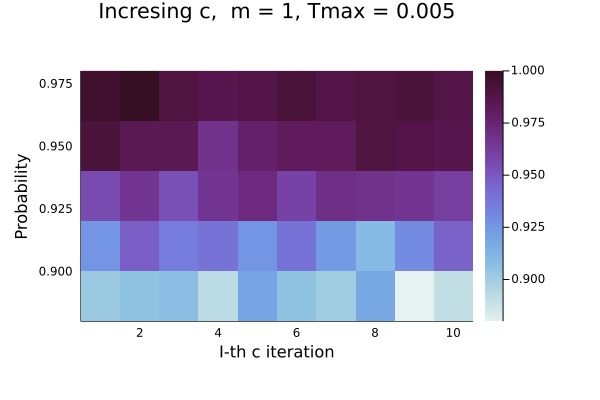 Incresing c,  m = 1, Tmax = 0.005
Probability
0.975
0.950
0.925
0.900
2 4 6 8 10
I-th c iteration
1.000
0.975
0.950
0.925
0.900